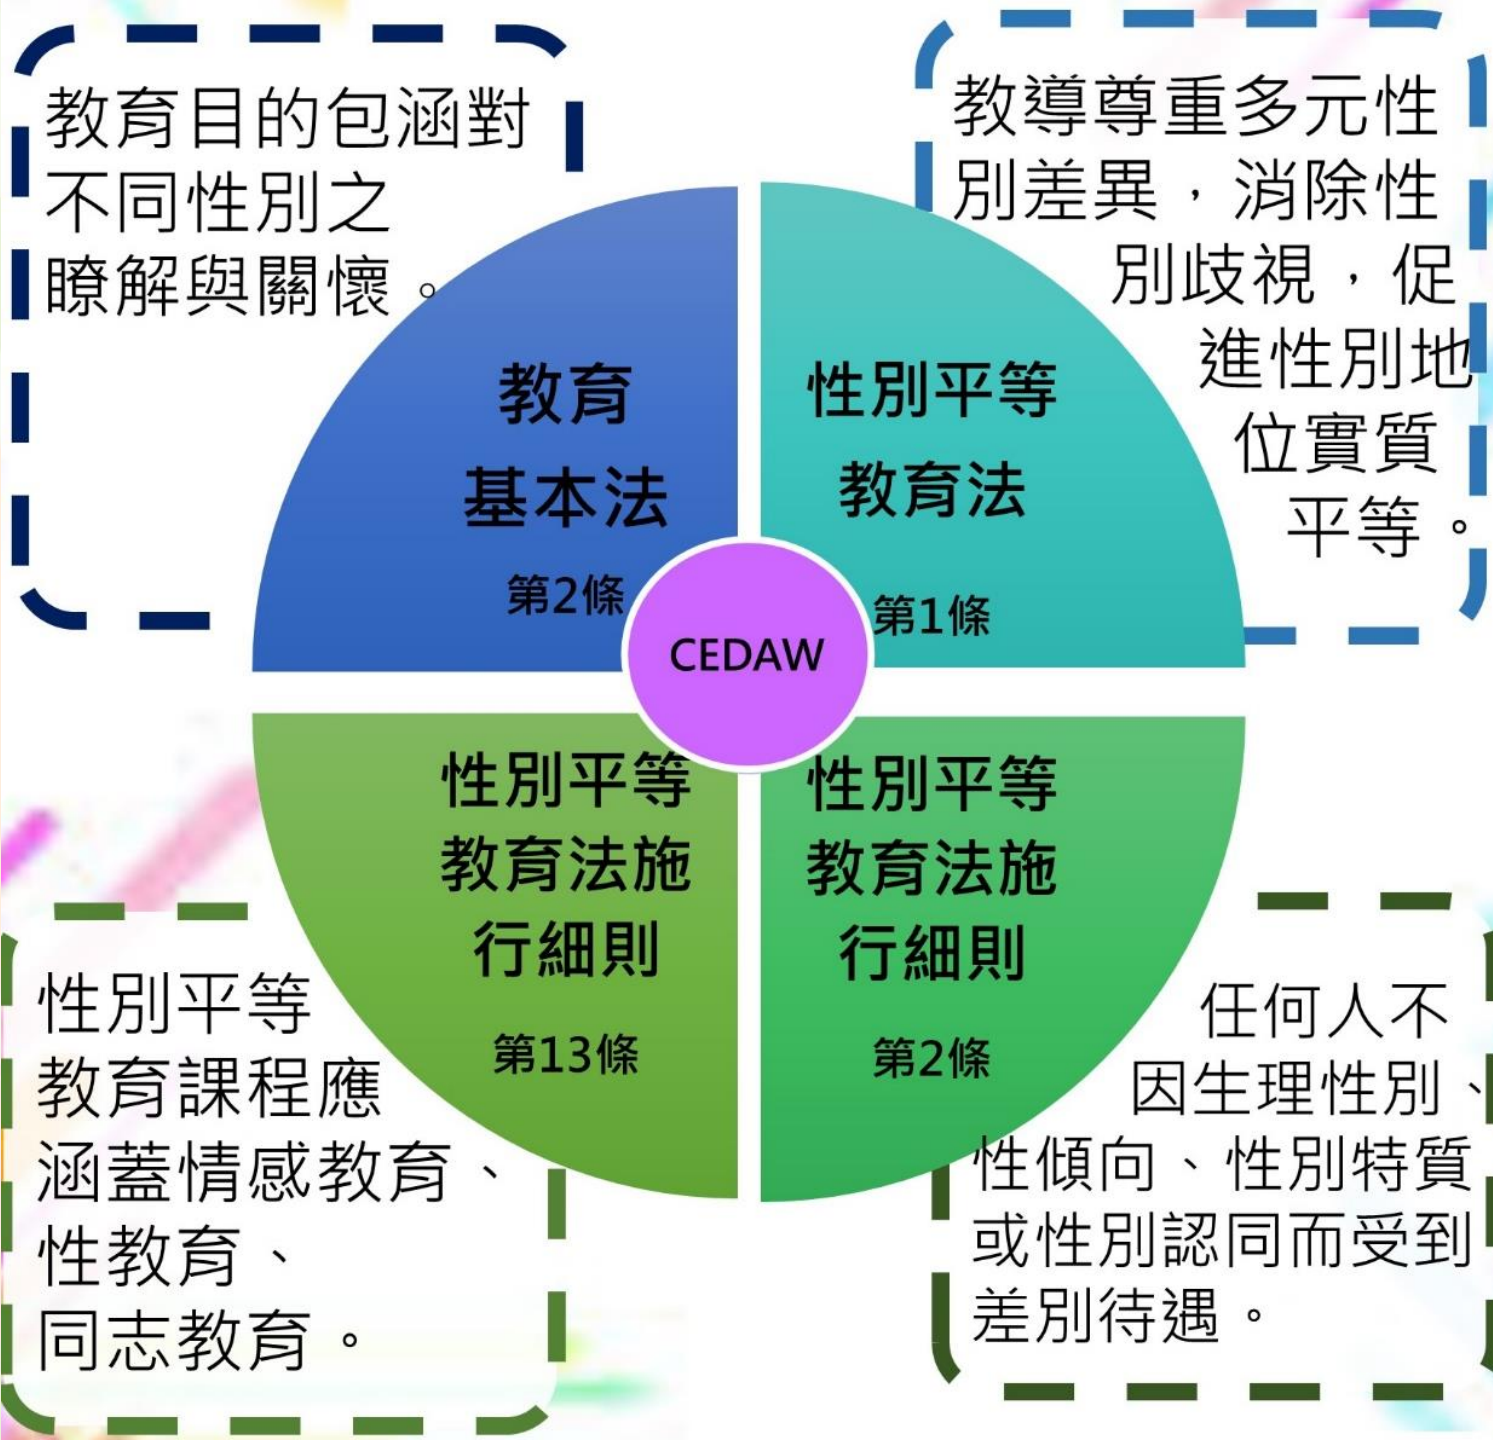 教育目的包涵對
不同性別之
瞭解與關懷。
教導尊重多元性
別差異，消除性
別歧視，促
進性別地
位實質
平等。
教育
基本法
第2條
性別平等
教育法
第1條
CEDAW
性別平等
教育法施
行細則
第13條
性別平等
教育法施
行細則
第2條
性別平等
教育課程應
涵蓋情感教育、
性教育、
同志教育。
任何人不
因生理性別、
性傾向、性別特質
或性別認同而受到
差別待遇。